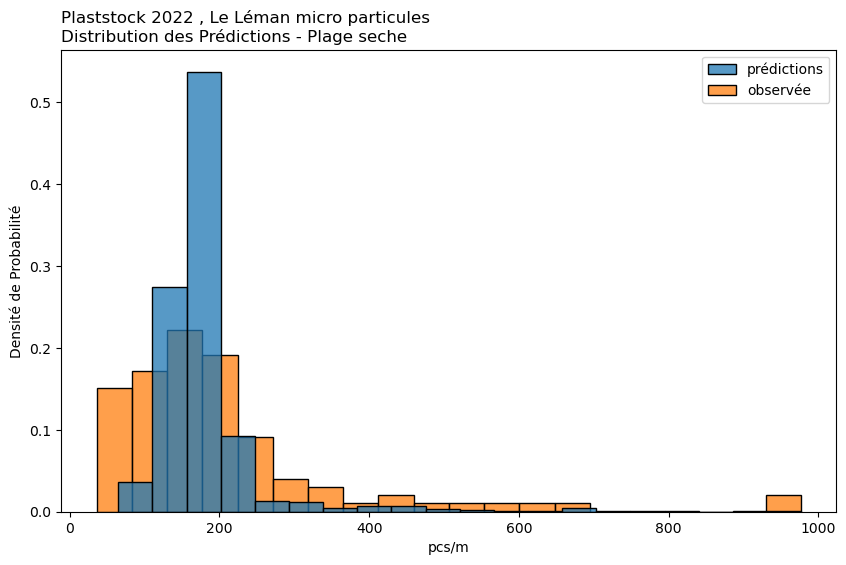 Plaststock 2022 , Le Léman micro particules
Distribution des Prédictions - Plage seche
prédictions
observée
Densité de Probabilité
0.5
0.4
0.3
0.2
0.1
0.0
0
200
400
600
800
1000
pcs/m